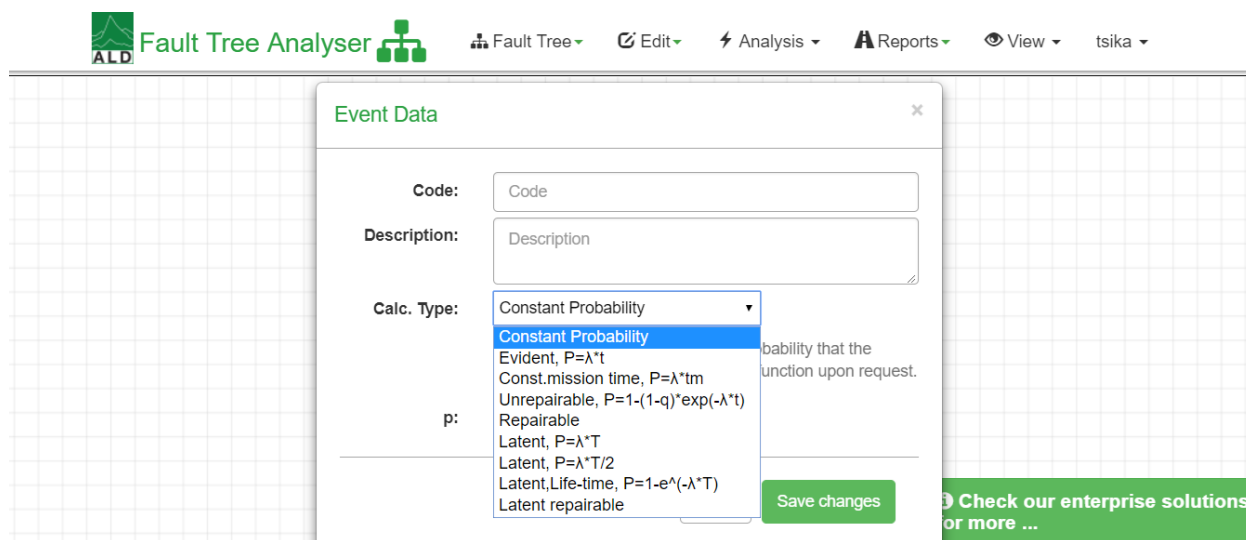 ALD Fault Tree Analyser Fault Tree Edit Analysis Reports View tsika
Event Data ×
Code: Code
Description: Description
Calc. Type: Constant Probability
Constant Probability
Evident, P=λ*t
bability that the
Const.mission time, P=λ*tm
unction upon request.
Unrepairable, P=1-(1-q)*exp(-λ*t)
p: Repairable
Latent, P=λ*T
Latent, P=λ*T/2
Latent,Life-time, P=1-e^(-λ*T)
Latent repairable
Save changes
Check our enterprise solutions
or more ...